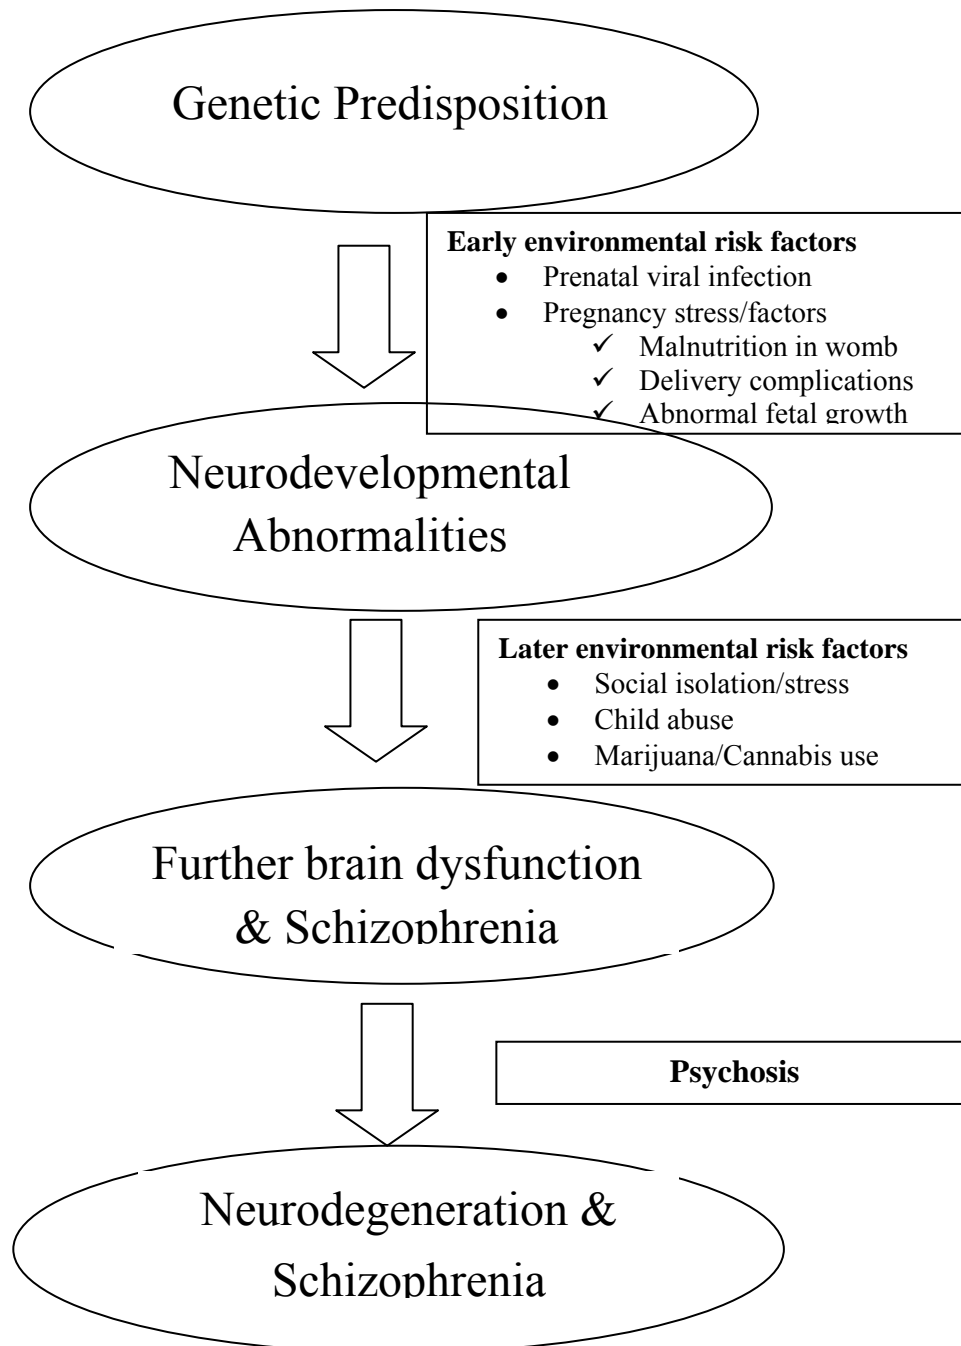 Genetic Predisposition
Early environmental risk factors
• Prenatal viral infection
• Pregnancy stress/factors
✓ Malnutrition in womb
✓ Delivery complications
✓ Abnormal fetal growth
Neurodevelopmental
Abnormalities
Later environmental risk factors
• Social isolation/stress
• Child abuse
• Marijuana/Cannabis use
Further brain dysfunction
& Schizophrenia
Psychosis
Neurodegeneration &
Schizophrenia